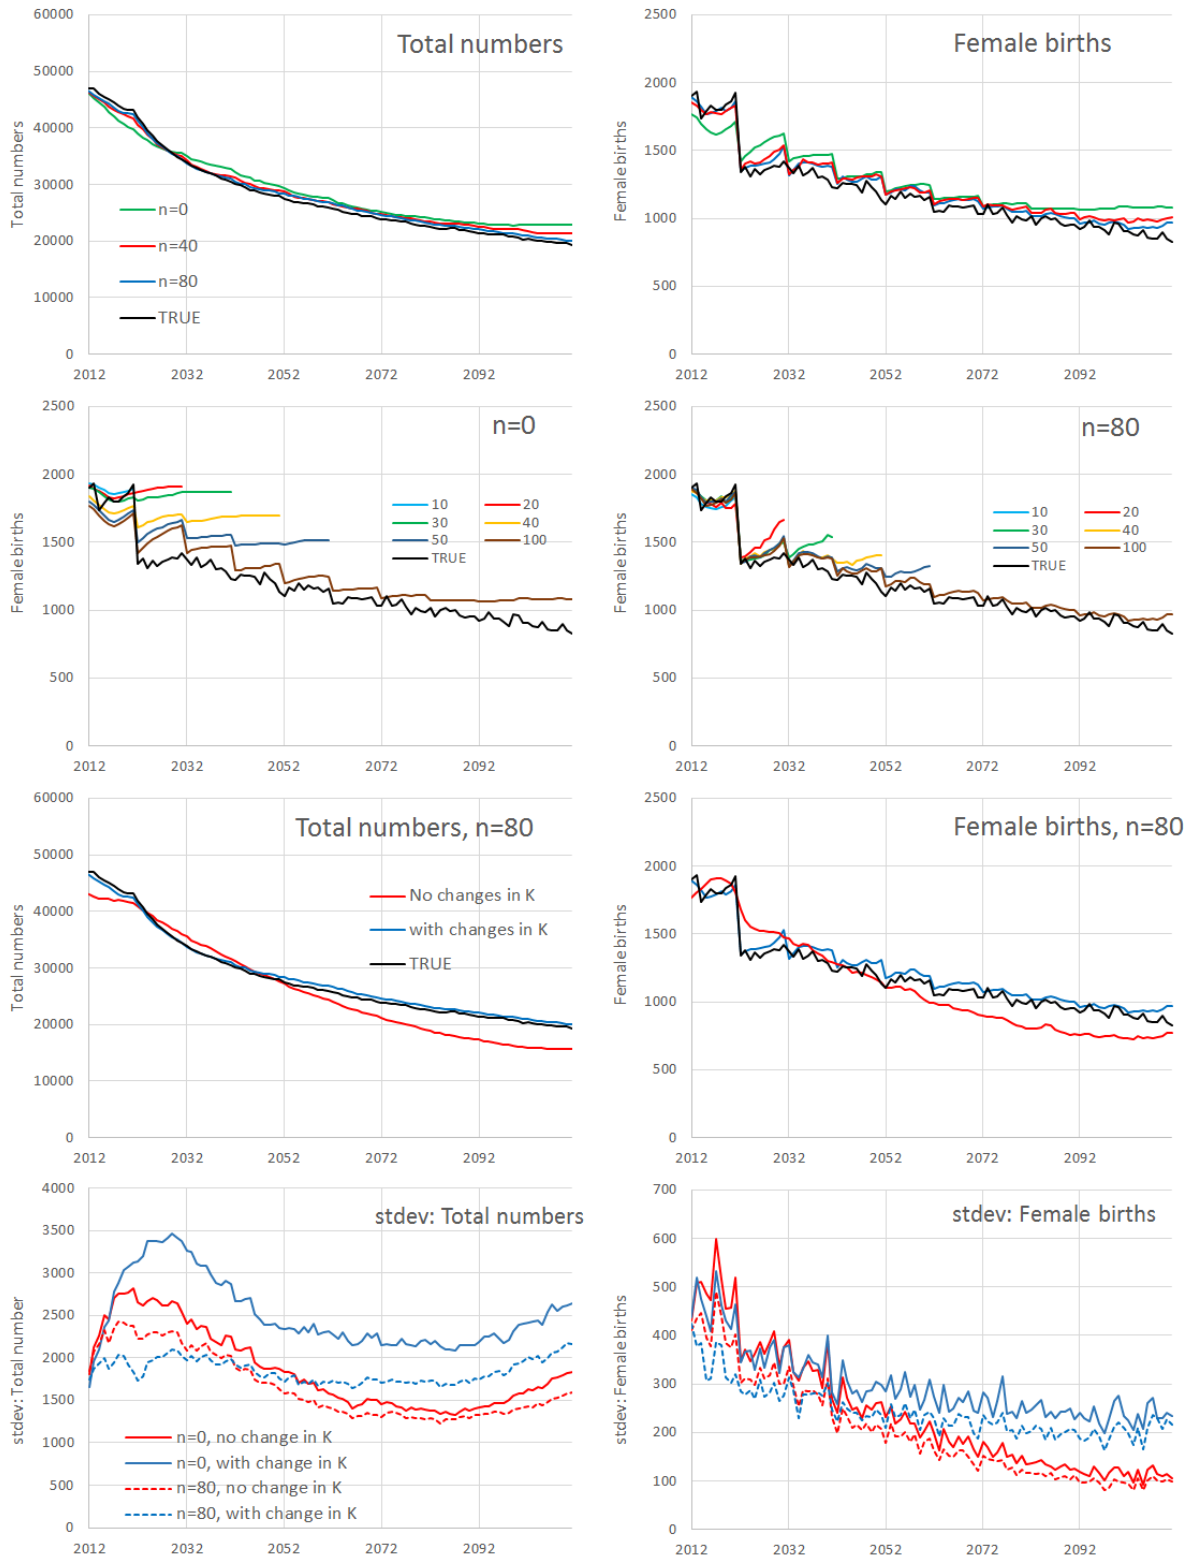 60000
50000
40000
30000
20000
10000
0
Total numbers
Total numbers
n=0
n=40
n=80
TRUE
2012 2032 2052 2072 2092
2500
2000
1500
1000
500
0
Female births
Female births
2012 2032 2052 2072 2092
2500
2000
1500
1000
500
0
Female births
n=0
10 20
30 40
50 100
TRUE
2012 2032 2052 2072 2092
2500
2000
1500
1000
500
0
Female births
n=80
10 20
30 40
50 100
TRUE
2012 2032 2052 2072 2092
60000
50000
40000
30000
20000
10000
0
Total numbers
Total numbers, n=80
No changes in K
with changes in K
TRUE
2012 2032 2052 2072 2092
2500
2000
1500
1000
500
0
Female births
Female births, n=80
2012 2032 2052 2072 2092
4000
3500
3000
2500
2000
1500
1000
500
0
stdev: Total number
stdev: Total numbers
n=0, no change in K
n=0, with change in K
n=80, no change in K
n=80, with change in K
2012 2032 2052 2072 2092
700
600
500
400
300
200
100
0
stdev: Female births
stdev: Female births
2012 2032 2052 2072 2092